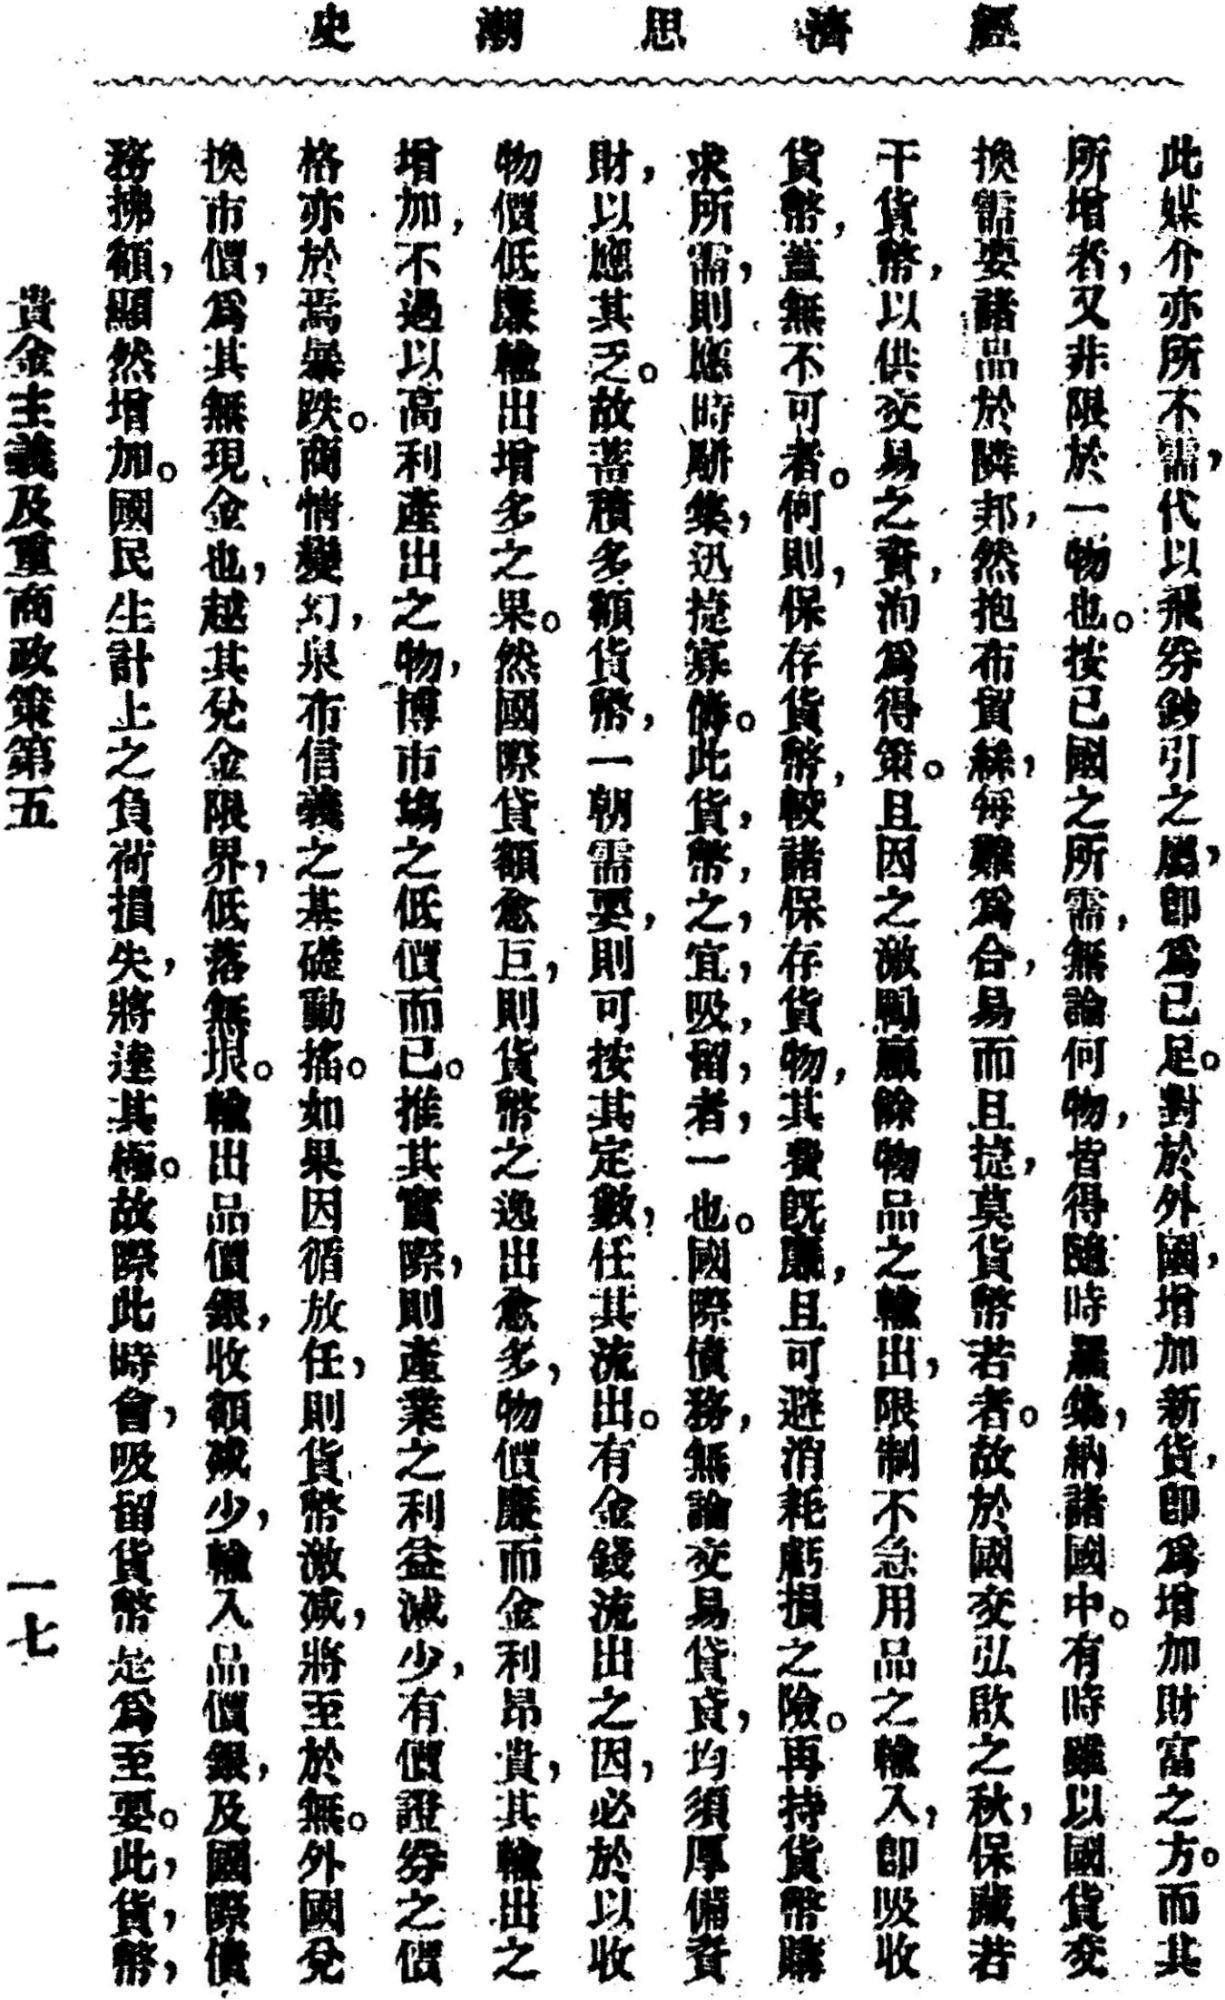 經濟思潮史
此媒介亦所不需，代以飛券鈔引之屬，即爲已足。對於外國，增加新貨，即爲增加財富之方。而其
所增者，又非限於一物也。按已國之所需，無論何物，皆得隨時羅集，納諸國中。有時雖以國貨交
換需要諸品於隣邦，然抱布貿絲，每難爲合，易而且捷，莫貨幣若者。故於國交弘啟之秋，保藏若
干貨幣，以供交易之資，洵爲得策。且因之激剛贏餘物品之輸出，限制不急用品之輸入，即吸收
貨幣，蓋無不可者。何則，保存貨幣，較諸保存貨物，其費旣廉，且可避消耗虧損之險。再持貨幣購
求所需，則應時駢集，迅捷寡儔。此貨，幣，之，宜，吸，留，者，一也。國際債務，無論交易貸賁，均須厚備資
財，以應其乏。故蓄積多額貨幣，一朝需要，則可按其定數，任其流出。有金錢流出之因，必於以收
物價低廉輸出增多之果。然國際貸額愈巨，則貨幣之逸出愈多，物價廉而金利昂貴，其輸出之
增加，不過以高利產出之物，博市場之低價而已。推其實際，則產業之利益減少，有價證券之價
格亦於焉暴跌。商情變幻，泉布信義之基礎動搖。如果因循放任，則貨幣激减，將至於無。外國兌
換市價，爲其無現金也，越其兌金限界，低落無垠。輸出品價銀，收額减少，輸入品價銀，及國際債
務拂額，顯然增加。國民生計上之負荷損失，將達其極。故際此時會，吸留貨幣是爲至要。此，貨，幣，
貴金主義及重商政策第五
一七